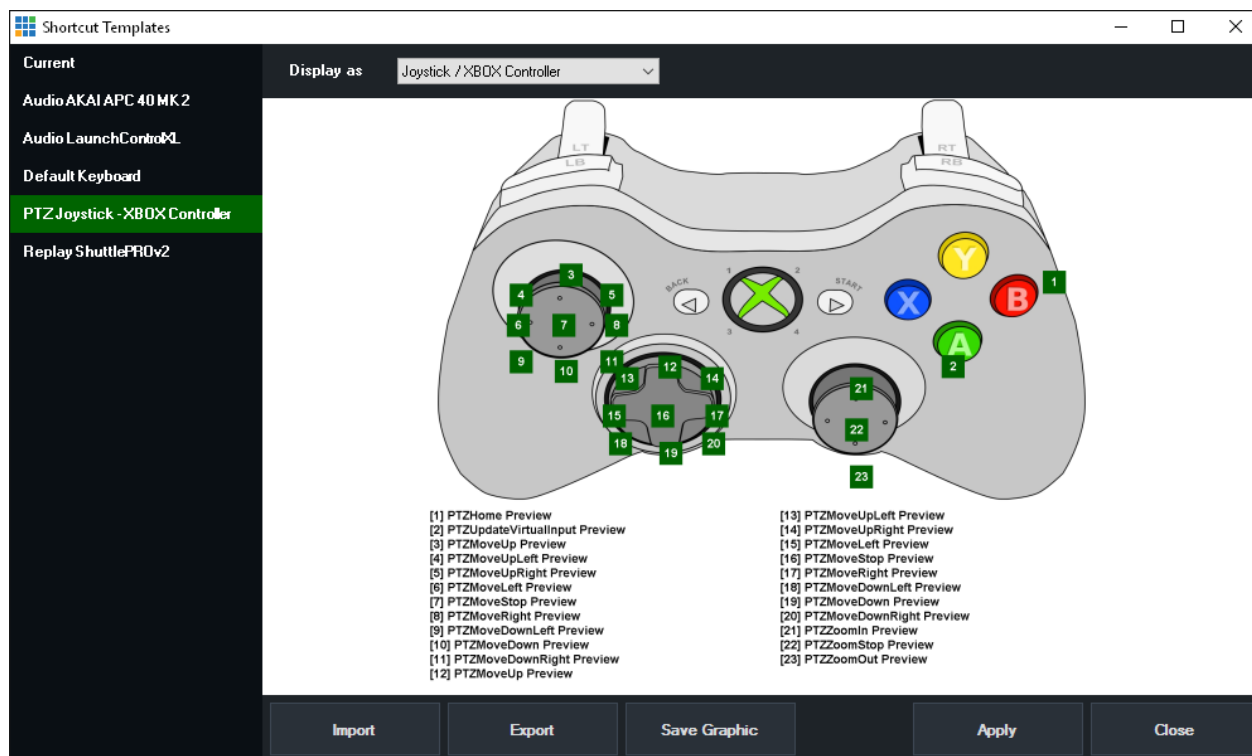 Shortcut Templates
Current
Audio AKAI APC 40 MK2
Audio LaunchControlXL
Default Keyboard
PTZ Joystick - XBOX Controller
Replay ShuttlePROv2
Display as
Joystick / XBOX Controller
LT
LB
RT
RB
BACK
START
1
2
3
4
Y
X
B
A
1
2
3
4
5
6
7
8
9
10
11
12
13
14
15
16
17
18
19
20
21
22
23
[1] PTZHome Preview
[2] PTZUpdateVirtualInput Preview
[3] PTZMoveUp Preview
[4] PTZMoveUpLeft Preview
[5] PTZMoveUpRight Preview
[6] PTZMoveLeft Preview
[7] PTZMoveStop Preview
[8] PTZMoveRight Preview
[9] PTZMoveDownLeft Preview
[10] PTZMoveDown Preview
[11] PTZMoveDownRight Preview
[12] PTZMoveUp Preview
[13] PTZMoveUpLeft Preview
[14] PTZMoveUpRight Preview
[15] PTZMoveLeft Preview
[16] PTZMoveStop Preview
[17] PTZMoveRight Preview
[18] PTZMoveDownLeft Preview
[19] PTZMoveDown Preview
[20] PTZMoveDownRight Preview
[21] PTZZoomIn Preview
[22] PTZZoomStop Preview
[23] PTZZoomOut Preview
Import
Export
Save Graphic
Apply
Close